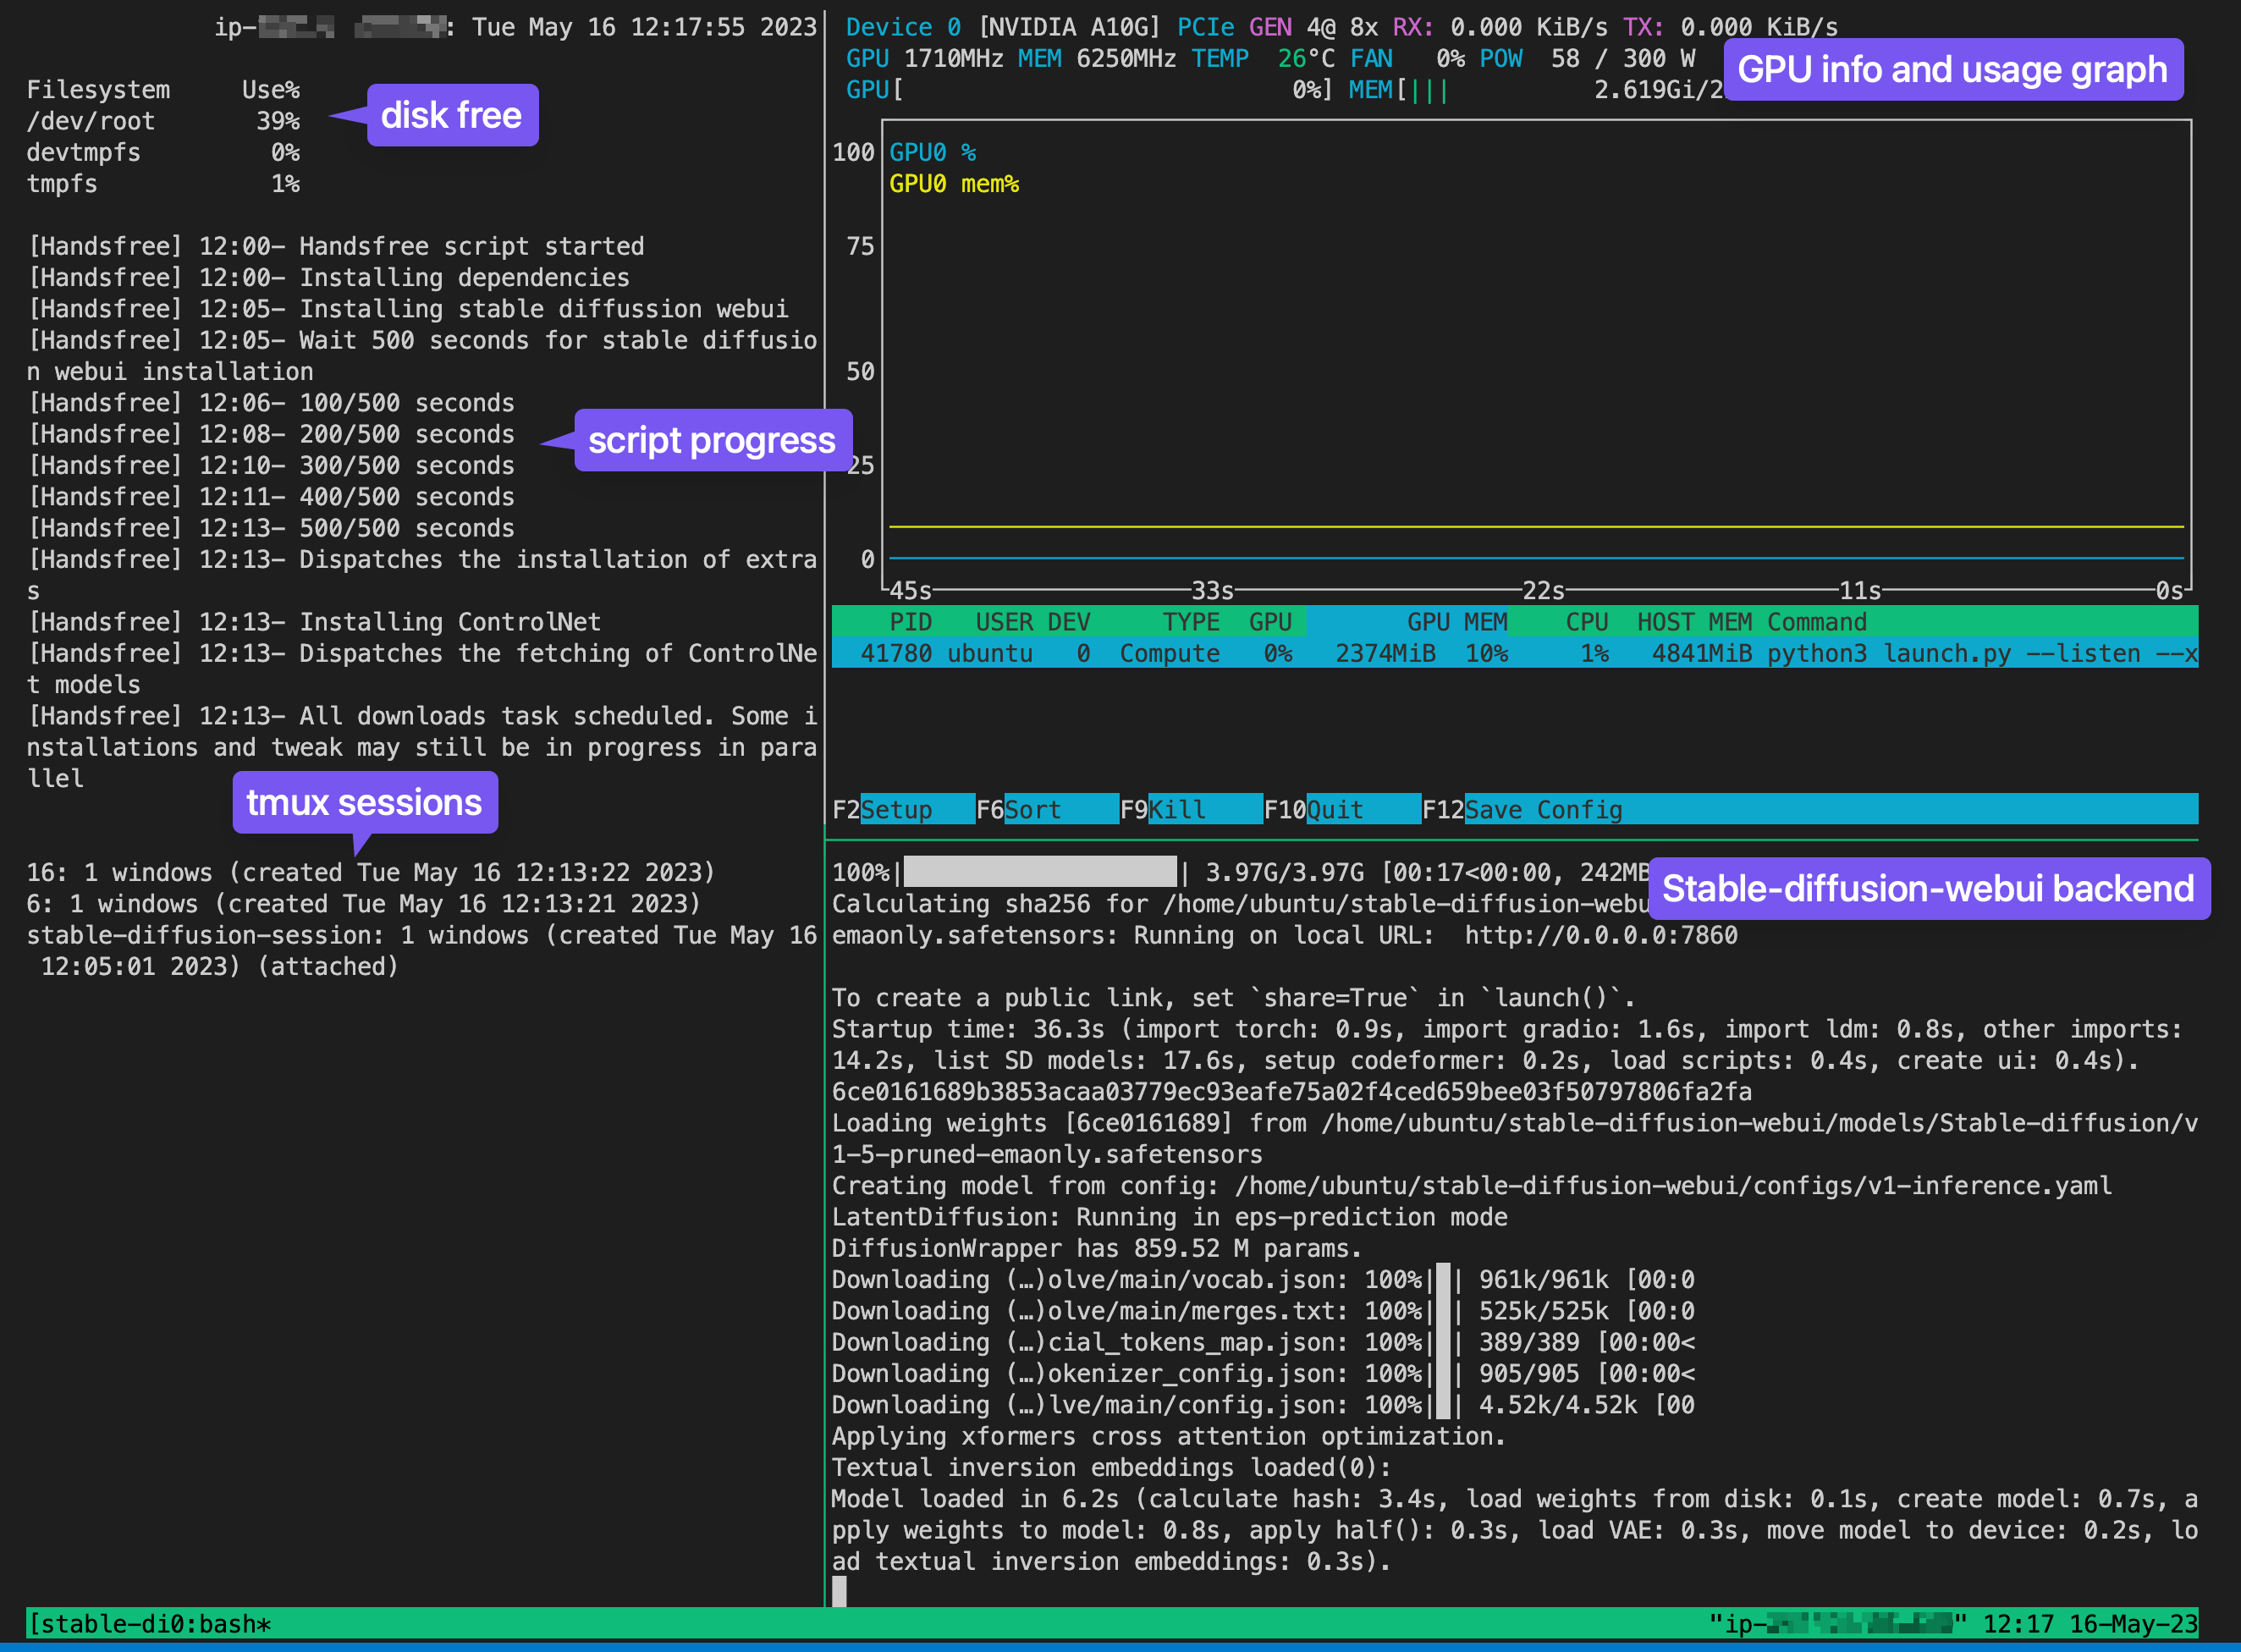 ip- : Tue May 16 12:17:55 2023
Filesystem Use%
/dev/root 39%
devtmpfs 0%
tmpfs 1%
disk free
[Handsfree] 12:00– Handsfree script started
[Handsfree] 12:00– Installing dependencies
[Handsfree] 12:05– Installing stable diffussion webui
[Handsfree] 12:05– Wait 500 seconds for stable diffusio
n webui installation
[Handsfree] 12:06– 100/500 seconds
[Handsfree] 12:08– 200/500 seconds
[Handsfree] 12:10– 300/500 seconds
[Handsfree] 12:11– 400/500 seconds
[Handsfree] 12:13– 500/500 seconds
script progress
[Handsfree] 12:13– Dispatches the installation of extra
s
[Handsfree] 12:13– Installing ControlNet
[Handsfree] 12:13– Dispatches the fetching of ControlNe
t models
[Handsfree] 12:13– All downloads task scheduled. Some i
nstallations and tweak may still be in progress in para
llel
tmux sessions
16: 1 windows (created Tue May 16 12:13:22 2023)
6: 1 windows (created Tue May 16 12:13:21 2023)
stable-diffusion-session: 1 windows (created Tue May 16
12:05:01 2023) (attached)
Device 0 [NVIDIA A10G] PCIe GEN 4@ 8x RX: 0.000 KiB/s TX: 0.000 KiB/s
GPU 1710MHz MEM 6250MHz TEMP 26°C FAN 0% POW 58 / 300 W
GPU[ 0%] MEM[||| 2.619Gi/2
GPU info and usage graph
100 GPU0 %
GPU0 mem%
75
50
25
0
45s 33s 22s 11s 0s
PID USER DEV TYPE GPU GPU MEM CPU HOST MEM Command
41780 ubuntu 0 Compute 0% 2374MiB 10% 1% 4841MiB python3 launch.py --listen --x
F2Setup F6Sort F9Kill F10Quit F12Save Config
100%| | 3.97G/3.97G [00:17<00:00, 242MB
Stable-diffusion-webui backend
Calculating sha256 for /home/ubuntu/stable-diffusion-webu
emaonly.safetensors: Running on local URL: http://0.0.0.0:7860
To create a public link, set `share=True` in `launch()`.
Startup time: 36.3s (import torch: 0.9s, import gradio: 1.6s, import ldm: 0.8s, other imports:
14.2s, list SD models: 17.6s, setup codeformer: 0.2s, load scripts: 0.4s, create ui: 0.4s).
6ce0161689b3853acaa03779ec93eafe75a02f4ced659bee03f50797806fa2fa
Loading weights [6ce0161689] from /home/ubuntu/stable-diffusion-webui/models/Stable-diffusion/v
1-5-pruned-emaonly.safetensors
Creating model from config: /home/ubuntu/stable-diffusion-webui/configs/v1-inference.yaml
LatentDiffusion: Running in eps-prediction mode
DiffusionWrapper has 859.52 M params.
Downloading (…)olve/main/vocab.json: 100%| | 961k/961k [00:0
Downloading (…)olve/main/merges.txt: 100%| | 525k/525k [00:0
Downloading (…)cial_tokens_map.json: 100%| | 389/389 [00:00<
Downloading (…)okenizer_config.json: 100%| | 905/905 [00:00<
Downloading (…)lve/main/config.json: 100%| | 4.52k/4.52k [00
Applying xformers cross attention optimization.
Textual inversion embeddings loaded(0):
Model loaded in 6.2s (calculate hash: 3.4s, load weights from disk: 0.1s, create model: 0.7s, a
pply weights to model: 0.8s, apply half(): 0.3s, load VAE: 0.3s, move model to device: 0.2s, lo
ad textual inversion embeddings: 0.3s).
[stable-di0:bash* "ip- " 12:17 16-May-23